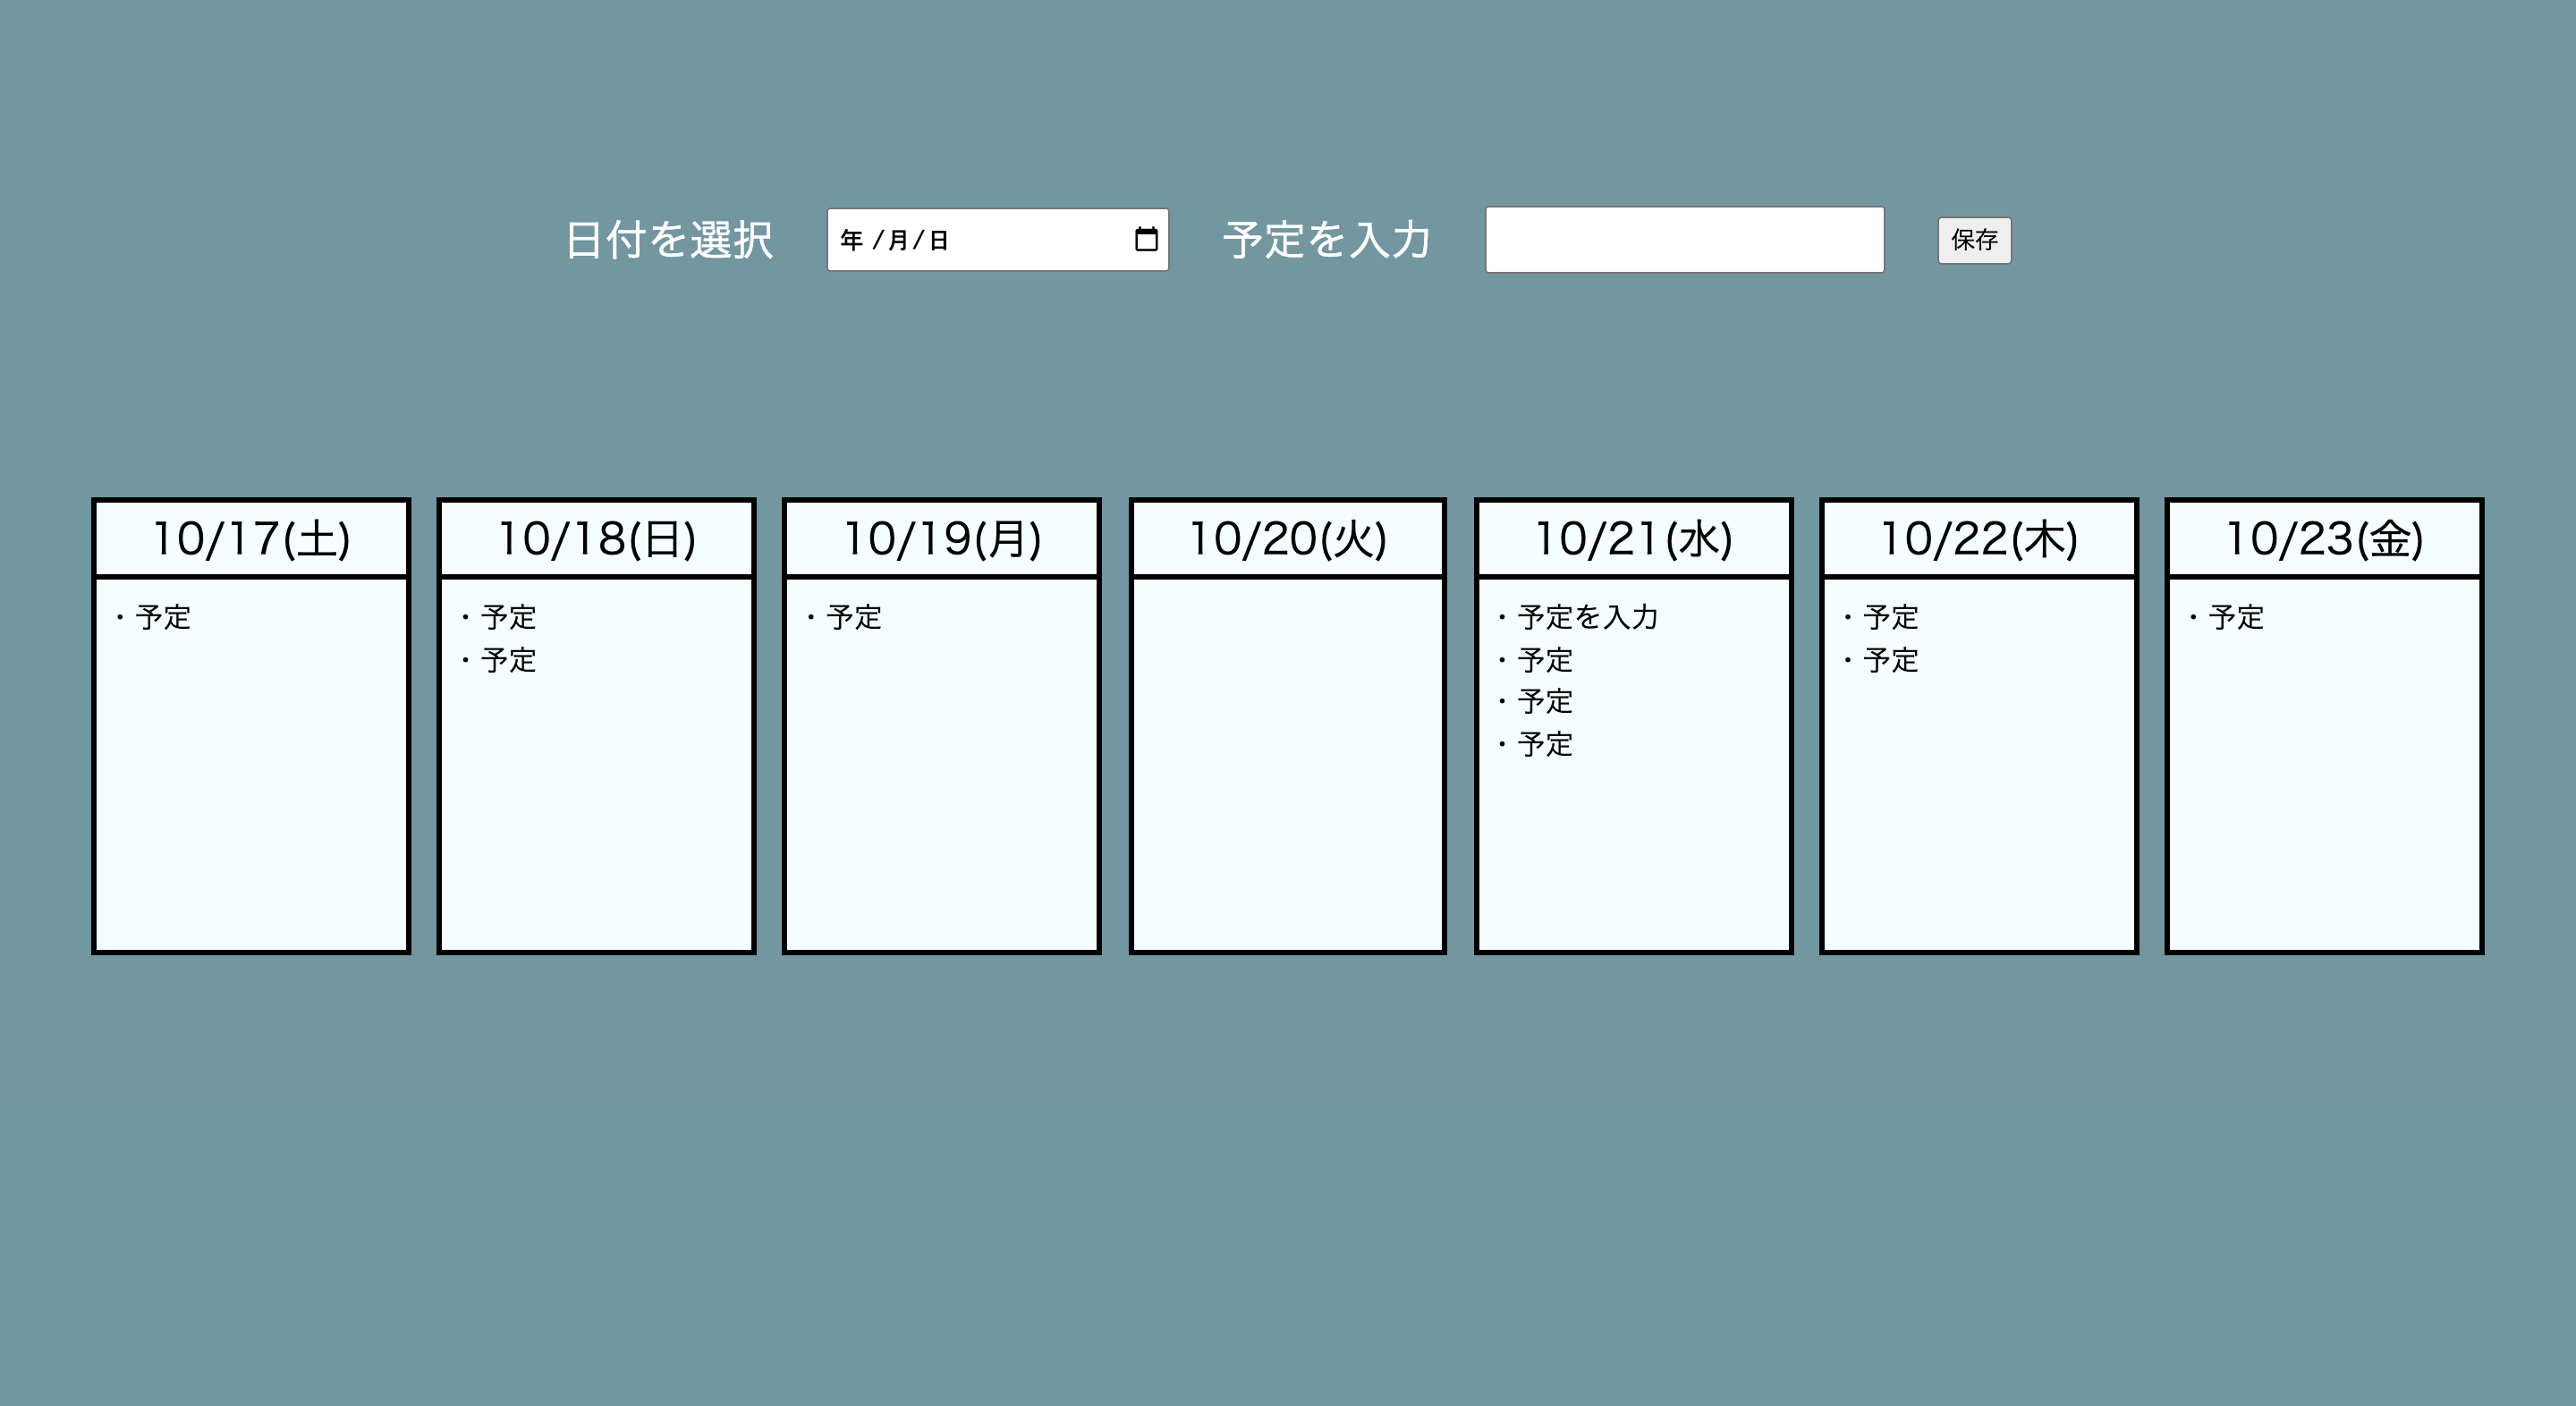 日付を選択 年 /月/日 予定を入力 保存
10/17(土)
・予定
10/18(日)
・予定
・予定
10/19(月)
・予定
10/20(火)
10/21(水)
・予定を入力
・予定
・予定
・予定
10/22(木)
・予定
・予定
10/23(金)
・予定